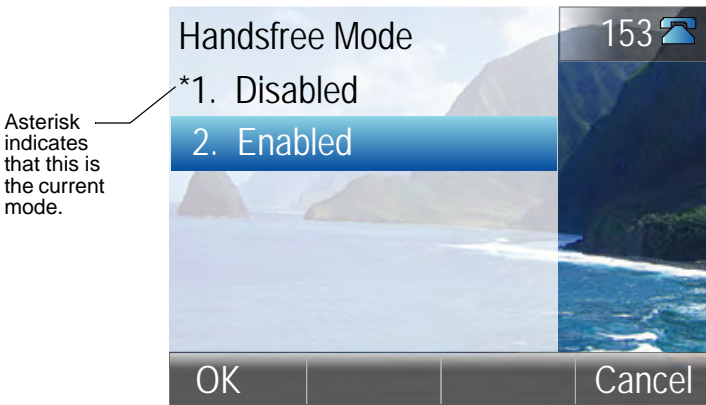 Handsfree Mode
153
*1. Disabled
2. Enabled
Asterisk
indicates
that this is
the current
mode.
OK
Cancel